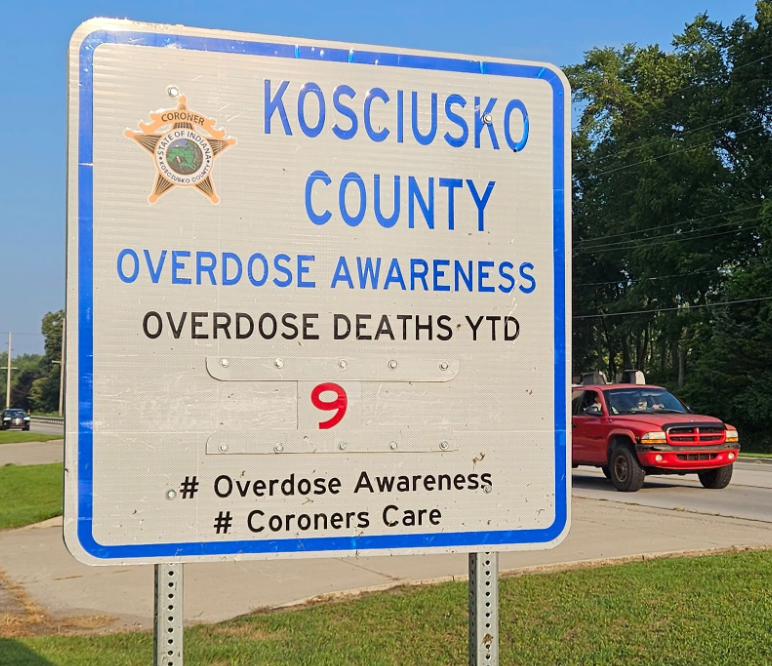 CORONER
STATE OF INDIANA
KOSCIUSKO COUNTY
KOSCIUSKO
COUNTY
OVERDOSE AWARENESS
OVERDOSE DEATHS YTD
9
# Overdose Awareness
# Coroners Care